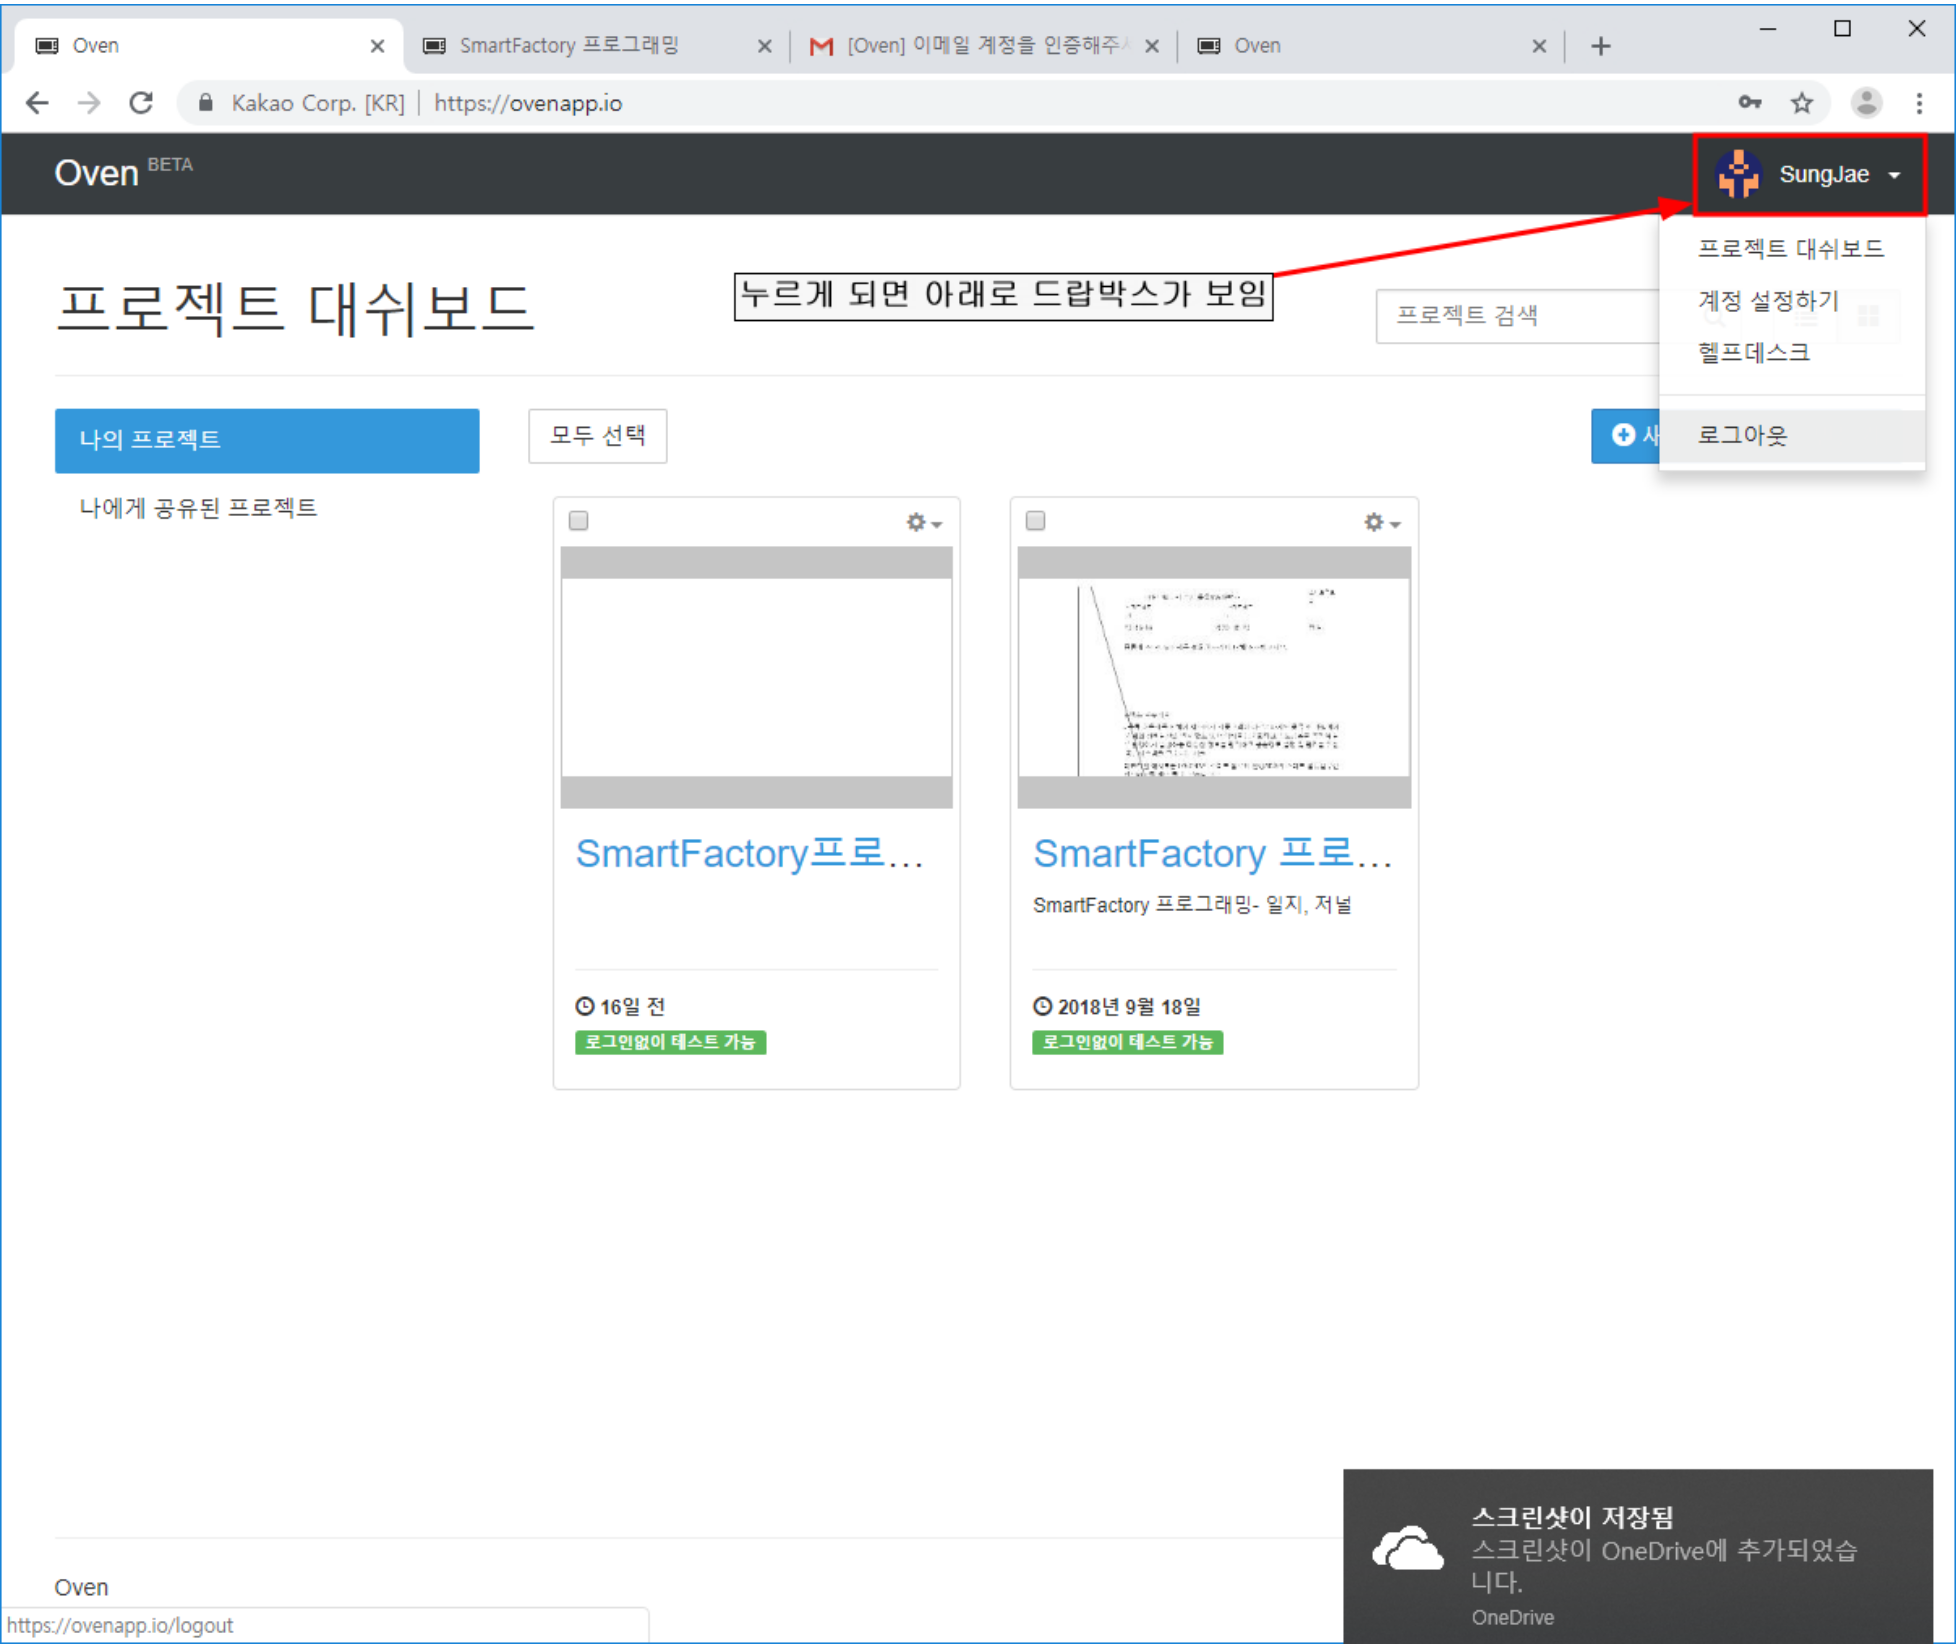 Oven
SmartFactory 프로그래밍
[Oven] 이메일 계정을 인증해주
Oven
Kakao Corp. [KR] | https://ovenapp.io
Oven BETA
SungJae
프로젝트 대쉬보드
계정 설정하기
헬프데스크
로그아웃
누르게 되면 아래로 드랍박스가 보임
프로젝트 대쉬보드
프로젝트 검색
나의 프로젝트
나에게 공유된 프로젝트
모두 선택
새
SmartFactory프로...
16일 전
로그인없이 테스트 가능
SmartFactory 프로...
SmartFactory 프로그래밍- 일지, 저널
2018년 9월 18일
로그인없이 테스트 가능
스크린샷이 저장됨
스크린샷이 OneDrive에 추가되었습
니다.
OneDrive
Oven
https://ovenapp.io/logout